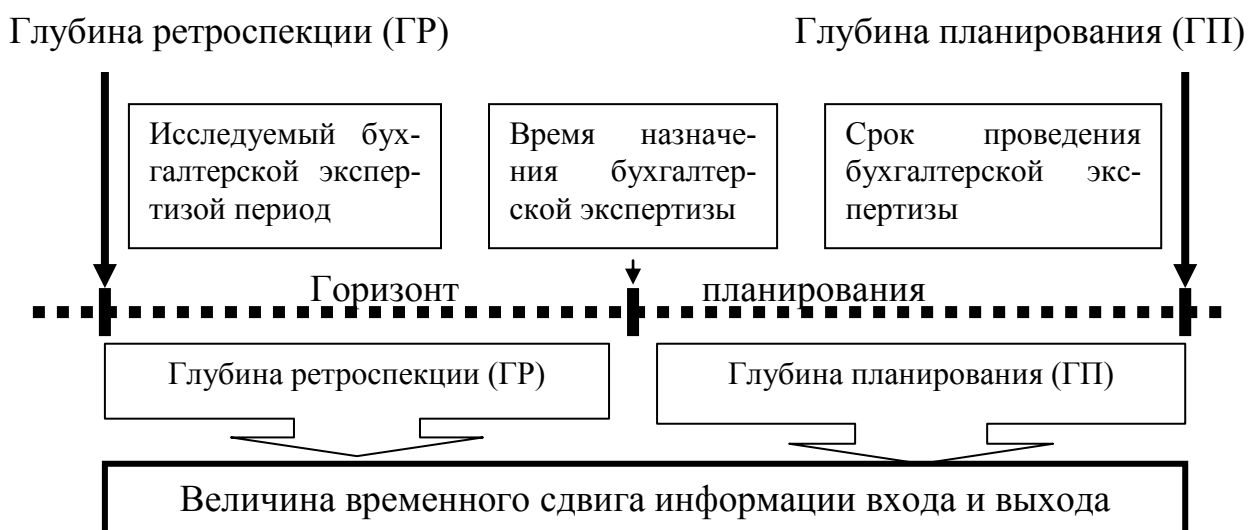 Глубина ретроспекции (ГР)
Глубина планирования (ГП)
Исследуемый бух-
галтерской экспер-
тизой период
Время назначе-
ния бухгалтер-
ской экспертизы
Срок проведения
бухгалтерской экс-
пертизы
Горизонт планирования
Глубина ретроспекции (ГР)
Глубина планирования (ГП)
Величина временного сдвига информации входа и выхода